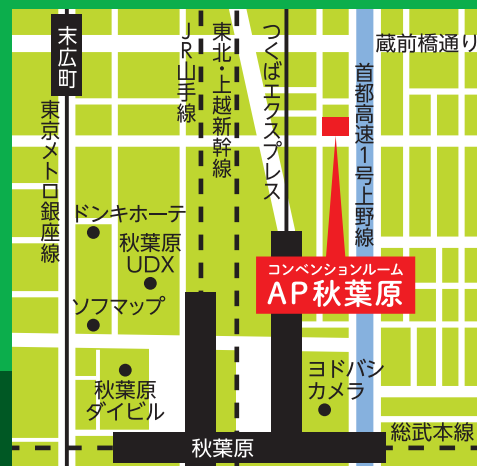 末広町
東京メトロ銀座線
JR山手線
東北・上越新幹線
つくばエクスプレス
蔵前橋通り
首都高速1号上野線
ドンキホーテ
秋葉原
UDX
ソフマップ
コンベンションルーム
AP秋葉原
秋葉原
ダイビル
ヨドバシ
カメラ
秋葉原
総武本線